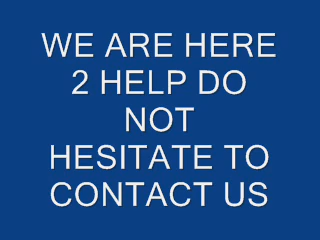 WE ARE HERE
2 HELP DO
NOT
HESITATE TO
CONTACT US